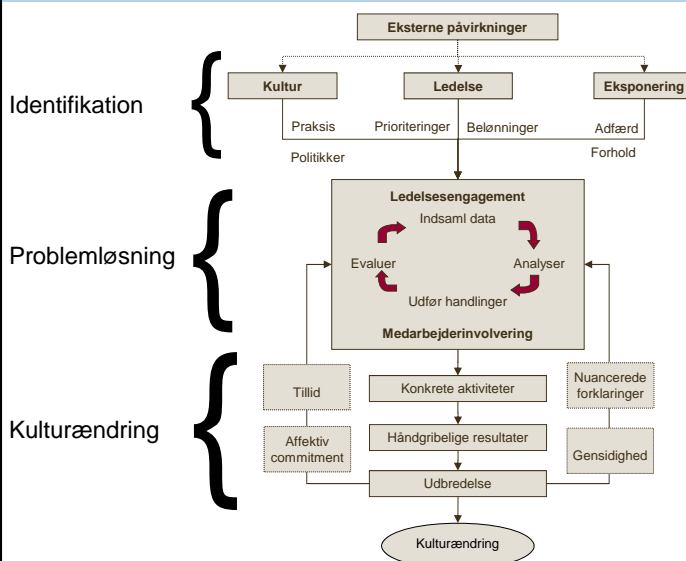 Eksterne påvirkninger
Identifikation
Kultur
Ledelse
Eksponering
Praksis
Prioriteringer
Belønninger
Adfærd
Politikker
Forhold
Problemløsning
Ledelsesengagement
Indsaml data
Evaluer
Analyser
Udfør handlinger
Medarbejderinvolvering
Kulturændring
Tillid
Konkrete aktiviteter
Nuancerede
forklaringer
Affektiv
commitment
Håndgribelige resultater
Gensidighed
Udbredelse
Kulturændring